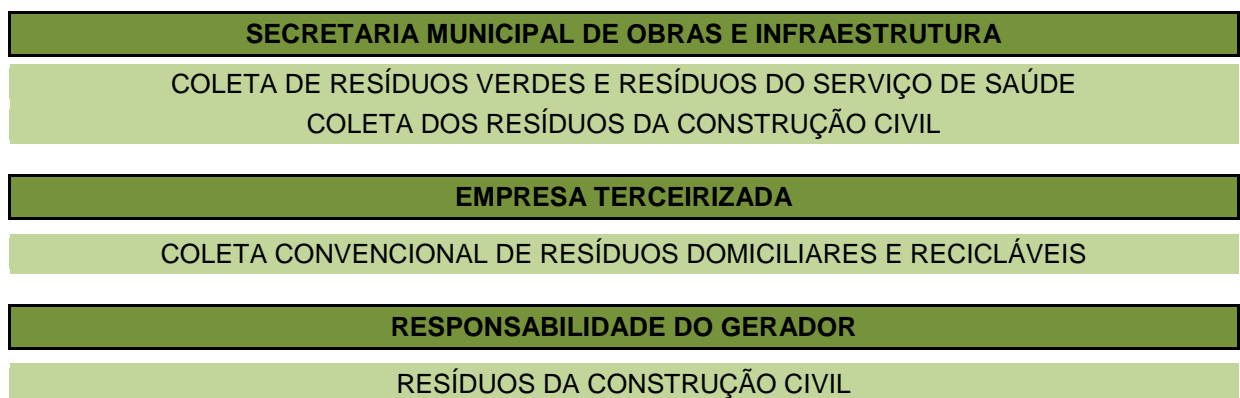 SECRETARIA MUNICIPAL DE OBRAS E INFRAESTRUTURA
COLETA DE RESÍDUOS VERDES E RESÍDUOS DO SERVIÇO DE SAÚDE
COLETA DOS RESÍDUOS DA CONSTRUÇÃO CIVIL
EMPRESA TERCEIRIZADA
COLETA CONVENCIONAL DE RESÍDUOS DOMICILIARES E RECICLÁVEIS
RESPONSABILIDADE DO GERADOR
RESÍDUOS DA CONSTRUÇÃO CIVIL